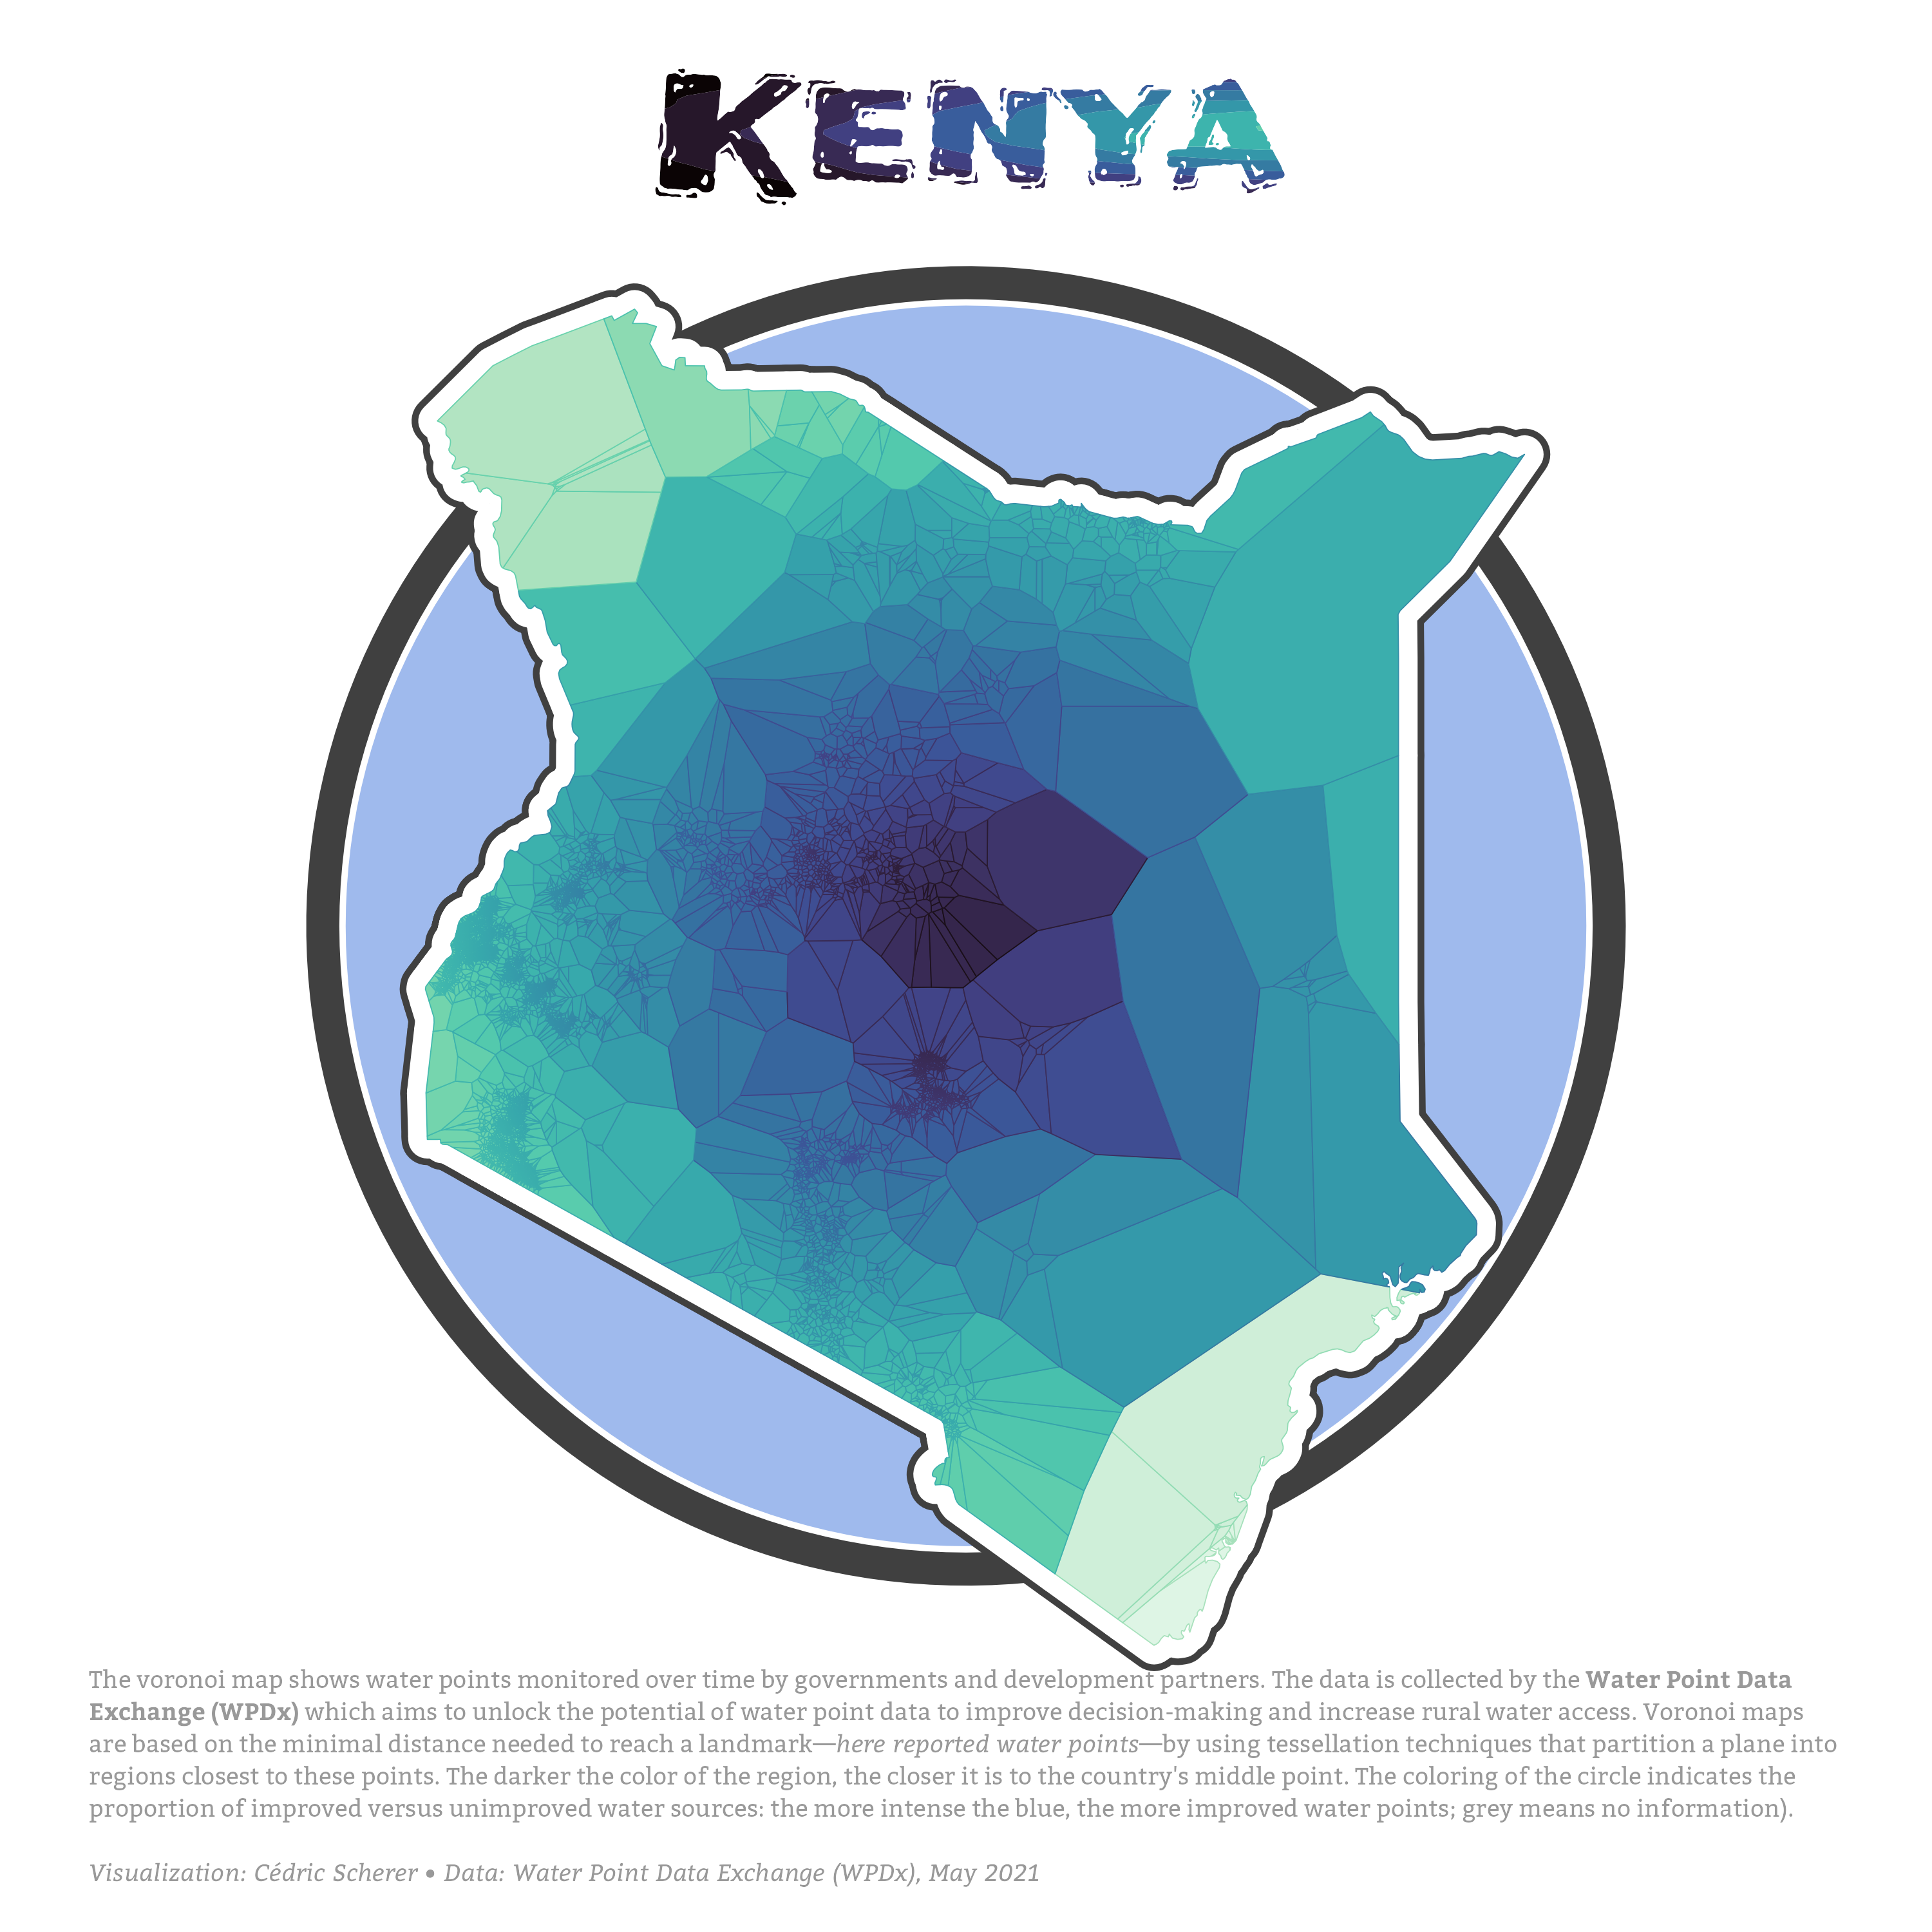 KENYA
The voronoi map shows water points monitored over time by governments and development partners. The data is collected by the Water Point Data
Exchange (WPDx) which aims to unlock the potential of water point data to improve decision-making and increase rural water access. Voronoi maps
are based on the minimal distance needed to reach a landmark—here reported water points—by using tessellation techniques that partition a plane into
regions closest to these points. The darker the color of the region, the closer it is to the country's middle point. The coloring of the circle indicates the
proportion of improved versus unimproved water sources: the more intense the blue, the more improved water points; grey means no information).
Visualization: Cédric Scherer • Data: Water Point Data Exchange (WPDx), May 2021